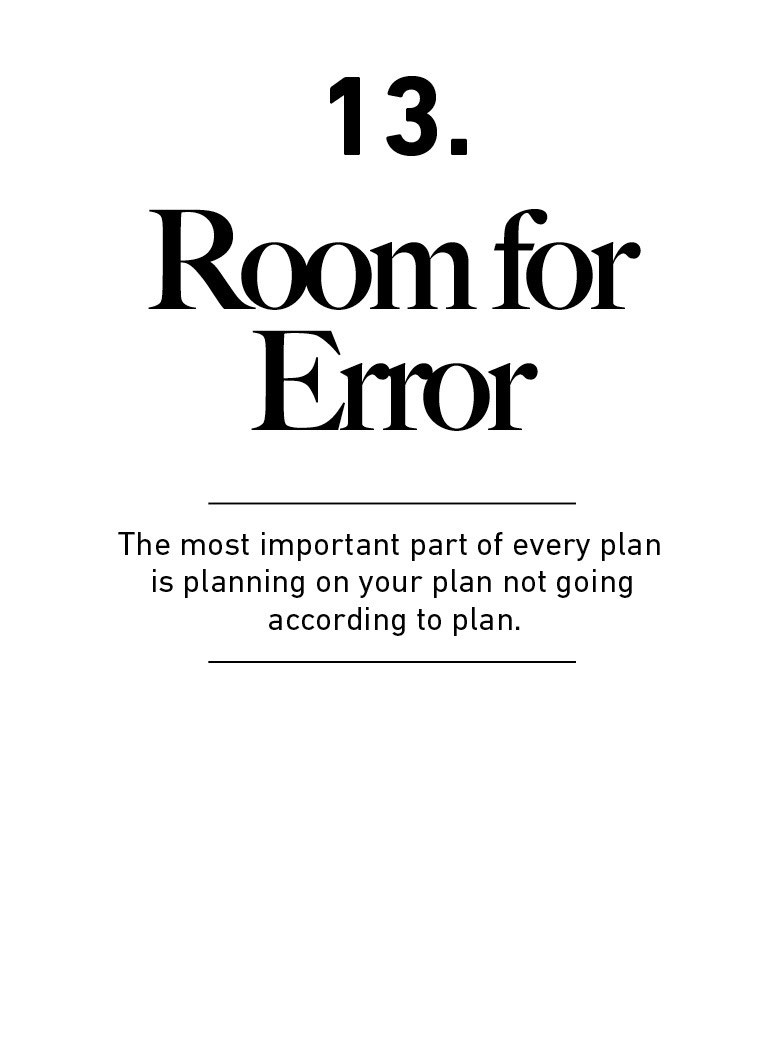 13.
Room for
Error
The most important part of every plan
is planning on your plan not going
according to plan.